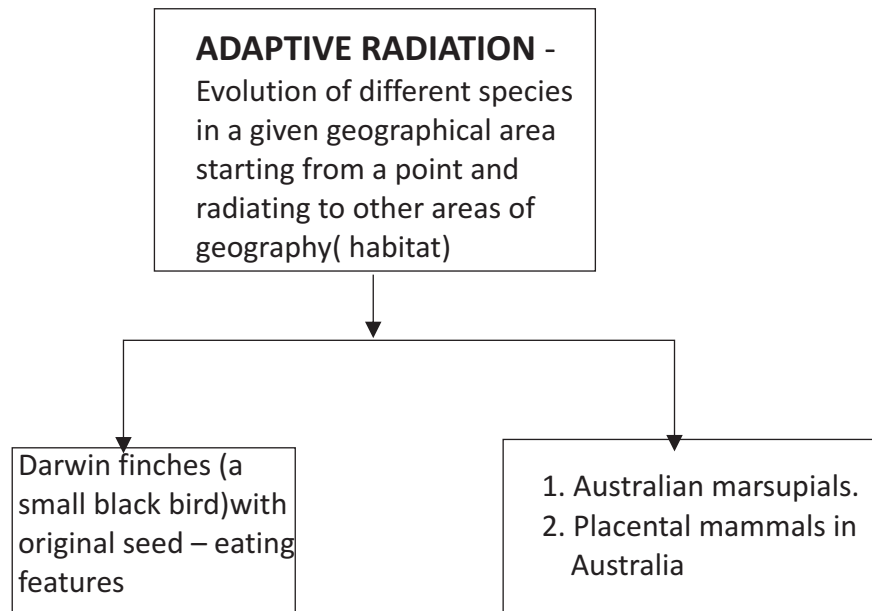 ADAPTIVE RADIATION -
Evolution of different species
in a given geographical area
starting from a point and
radiating to other areas of
geography( habitat)
Darwin finches (a
small black bird)with
original seed – eating
features
1. Australian marsupials.
2. Placental mammals in
Australia